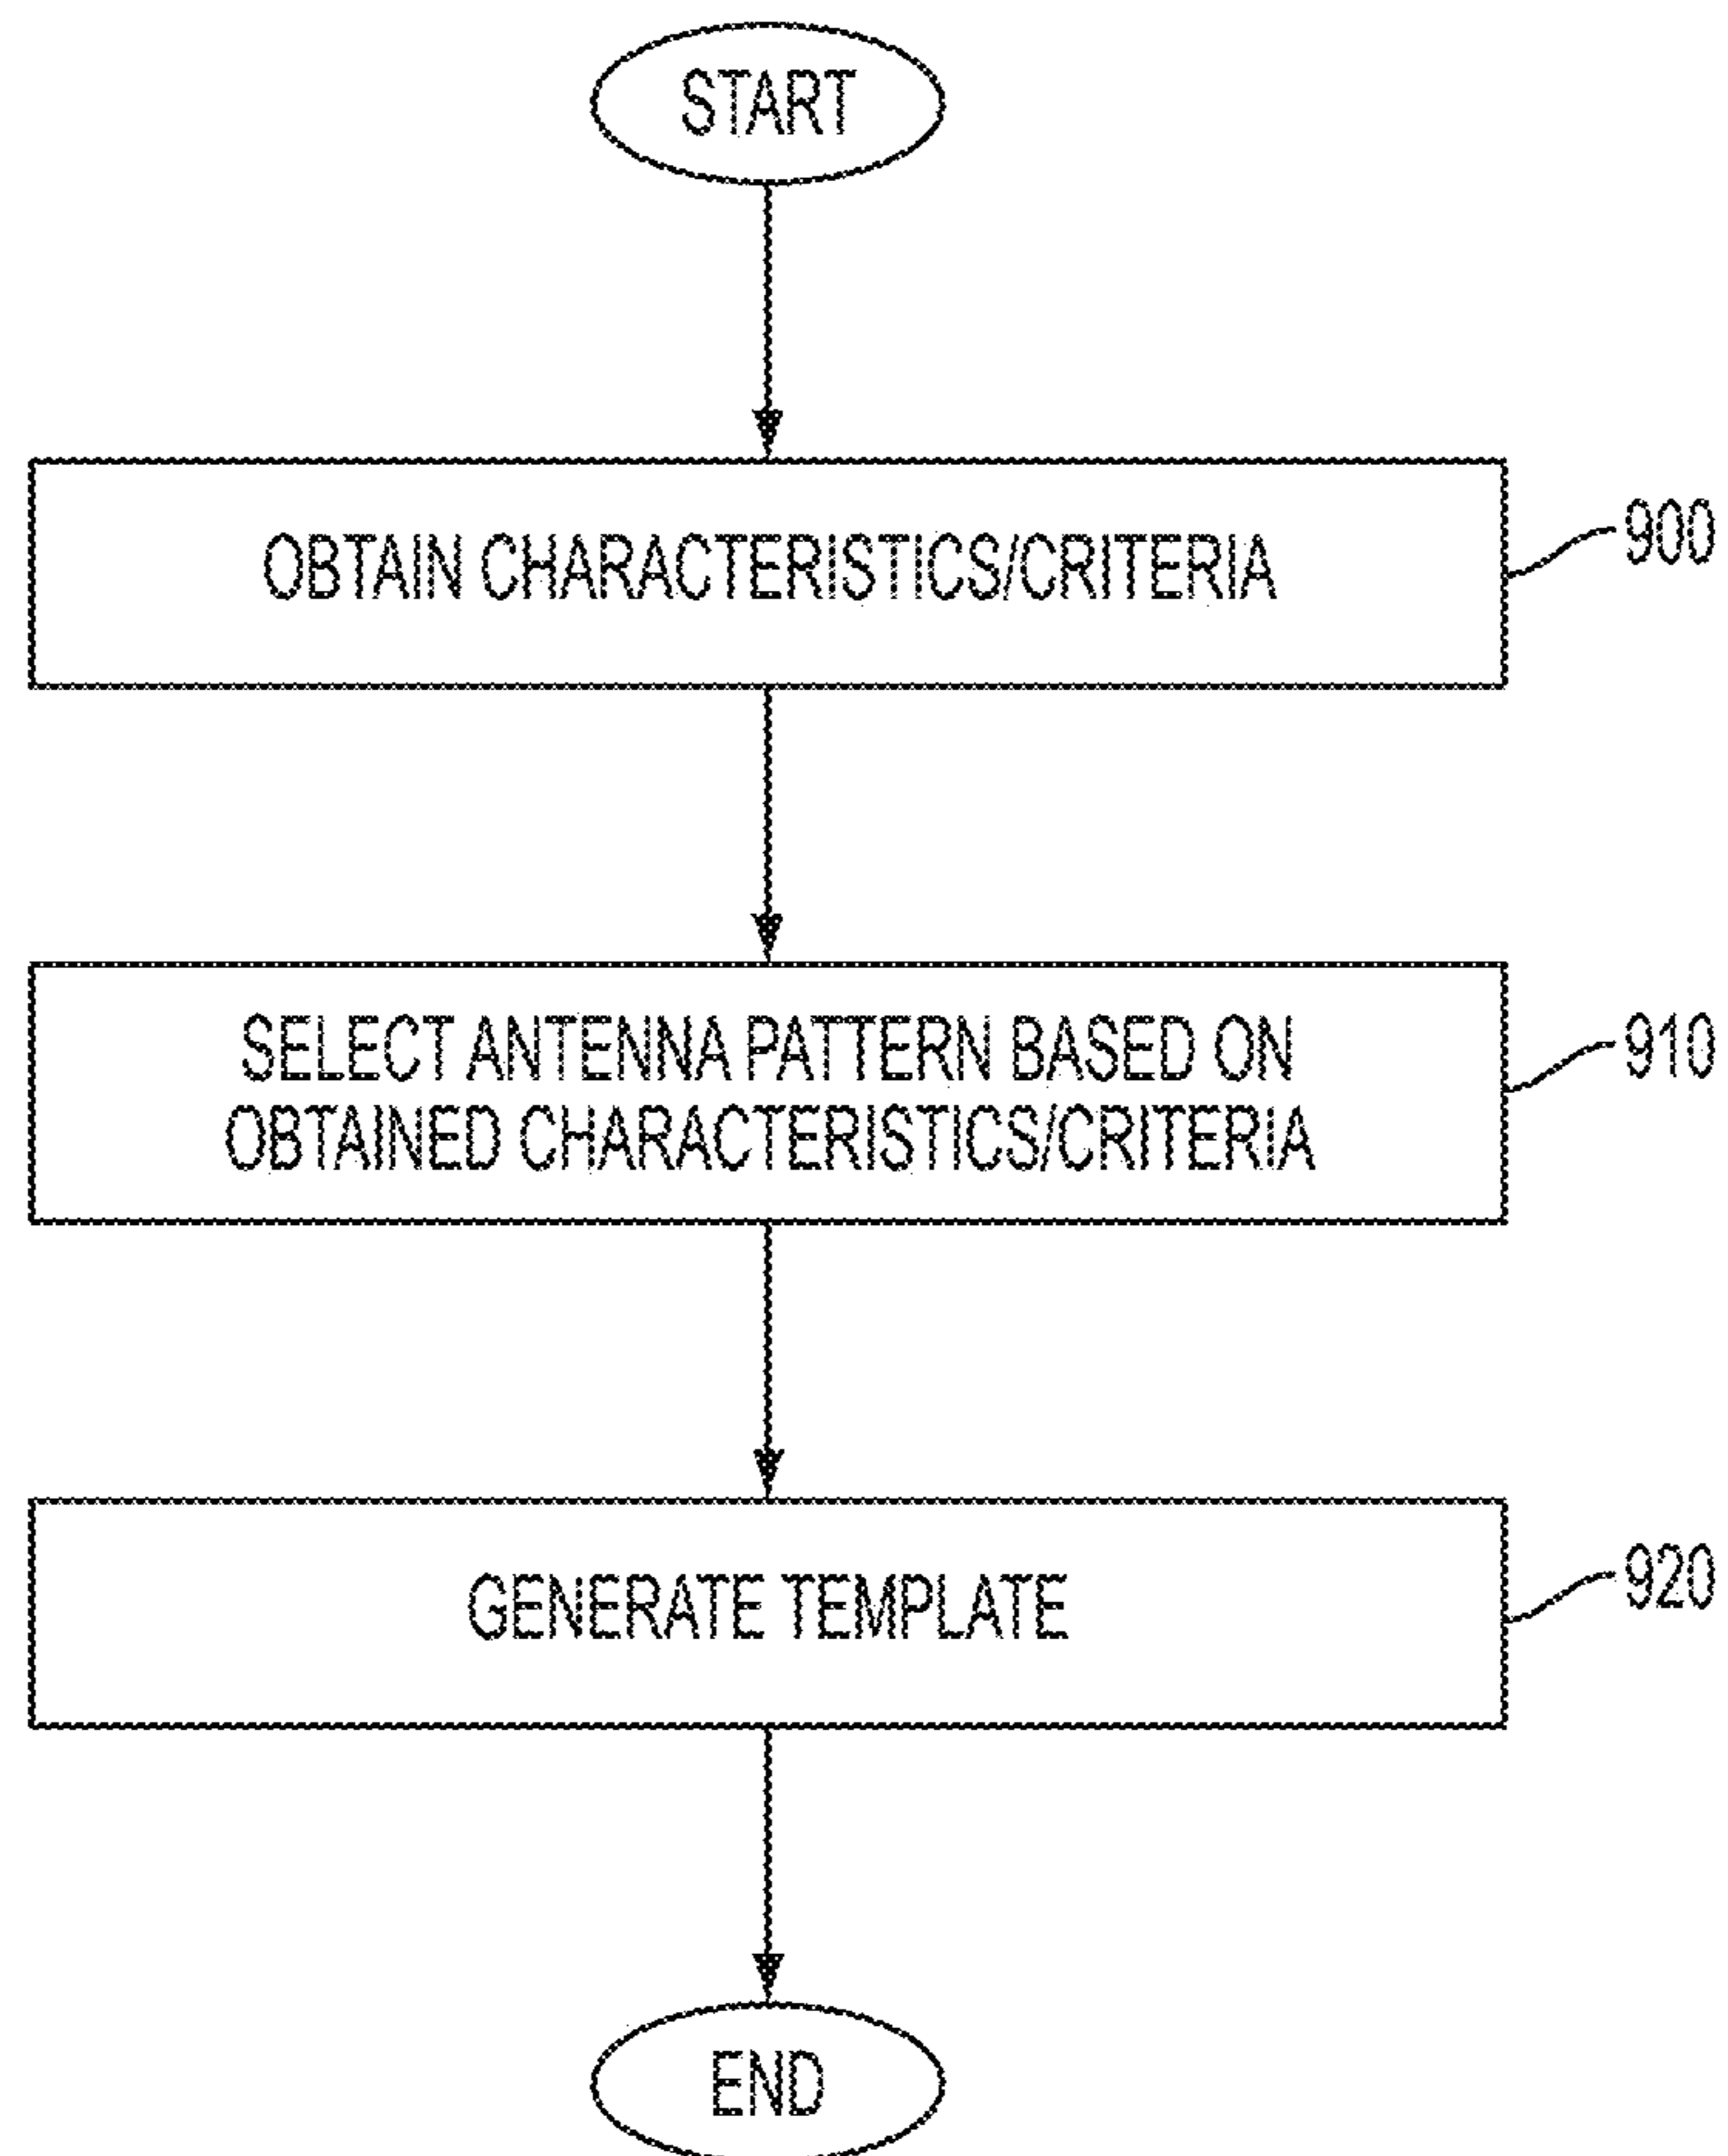 START
OBTAIN CHARACTERISTICS/CRITERIA
900
SELECT ANTENNA PATTERN BASED ON
OBTAINED CHARACTERISTICS/CRITERIA
910
GENERATE TEMPLATE
920
END